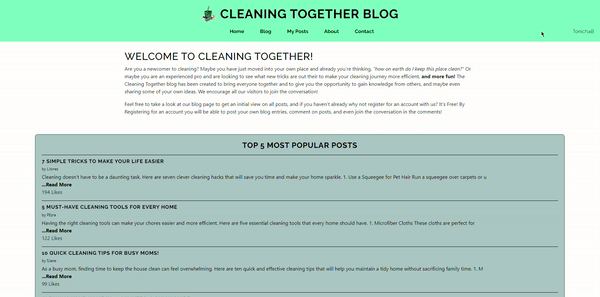 CLEANING TOGETHER BLOG
Home Blog My Posts About Contact
WELCOME TO CLEANING TOGETHER!
Are you a newcomer to cleaning? Maybe you have just moved into your own place and already you're thinking, "how on earth do I keep this place clean?" Or
maybe you are an experienced pro and are looking to see what new tricks are out their to make your cleaning journey more efficient, and more fun! The
Cleaning Together blog has been created to bring everyone together and to give you the opportunity to gain knowledge from others, and maybe even
sharing some of your own ideas. We encourage all our visitors to join the conversation!
Feel free to take a look at our blog page to get an initial view on all posts, and if you haven't already why not register for an account with us? It's Free! By
Registering for an account you will be able to post your own blog entries, comment on posts, and even join the conversation in the comments!
TOP 5 MOST POPULAR POSTS
7 SIMPLE TRICKS TO MAKE YOUR LIFE EASIER
by
Cleaning doesn't have to be a daunting task. Here are seven clever cleaning hacks that will save you time and make your home sparkle. 1. Use a Squeegee for Pet Hair Run a squeegee over carpets or u
...Read More
194 Likes
5 MUST-HAVE CLEANING TOOLS FOR EVERY HOME
by
Having the right cleaning tools can make your chores easier and more efficient. Here are five essential cleaning tools that every home should have. 1. Microfiber Cloths These cloths are perfect for
...Read More
122 Likes
10 QUICK CLEANING TIPS FOR BUSY MOMS!
by
As a busy mom, finding time to keep the house clean can feel overwhelming. Here are ten quick and effective cleaning tips that will help you maintain a tidy home without sacrificing family time. 1. M
...Read More
99 Likes